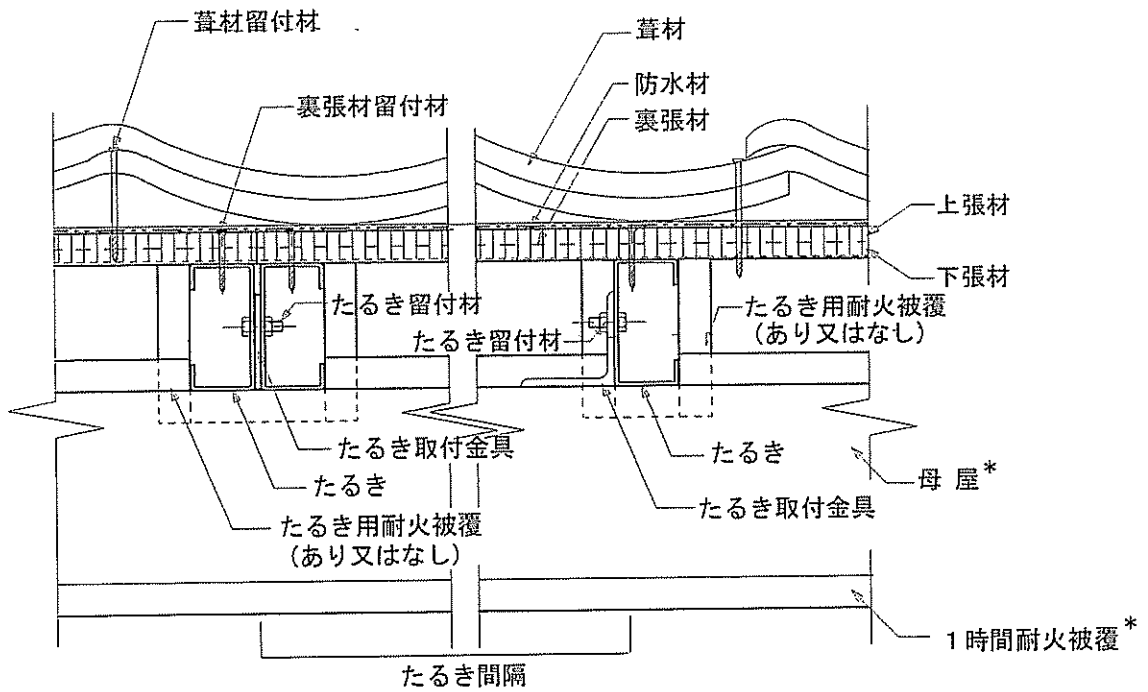 葺材留付材
葺材
防水材
裏張材留付材
裏張材
上張材
下張材
たるき留付材
たるき用耐火被覆
(あり又はなし)
たるき留付材
たるき取付金具
たるき
たるき
母 屋*
たるき取付金具
たるき用耐火被覆
(あり又はなし)
1時間耐火被覆*
たるき間隔